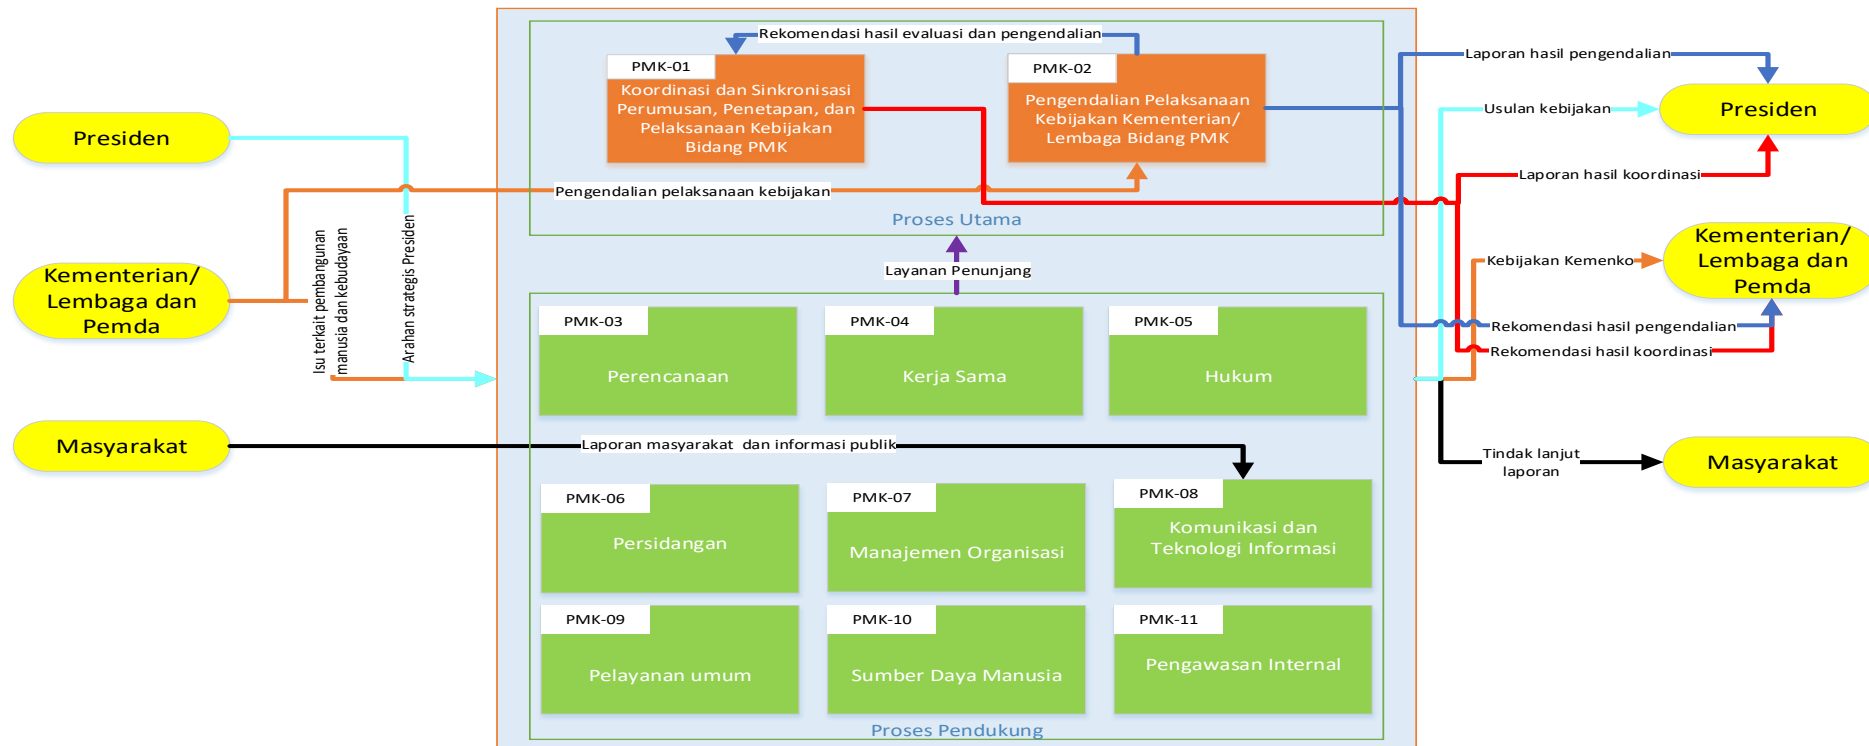 Presiden
Kementerian/
Lembaga dan
Pemda
Masyarakat
Isu terkait pembangunan
manusia dan kebudayaan
Arahan strategis Presiden
Rekomendasi hasil evaluasi dan pengendalian
PMK-01
Koordinasi dan Sinkronisasi
Perumusan, Penetapan, dan
Pelaksanaan Kebijakan
Bidang PMK
PMK-02
Pengendalian Pelaksanaan
Kebijakan Kementerian/
Lembaga Bidang PMK
Pengendalian pelaksanaan kebijakan
Proses Utama
Layanan Penunjang
PMK-03
Perencanaan
PMK-04
Kerja Sama
PMK-05
Hukum
Laporan masyarakat  dan informasi publik
PMK-06
Persidangan
PMK-07
Manajemen Organisasi
PMK-08
Komunikasi dan
Teknologi Informasi
PMK-09
Pelayanan umum
PMK-10
Sumber Daya Manusia
PMK-11
Pengawasan Internal
Proses Pendukung
Laporan hasil pengendalian
Usulan kebijakan
Laporan hasil koordinasi
Kebijakan Kemenko
Rekomendasi hasil pengendalian
Rekomendasi hasil koordinasi
Tindak lanjut
laporan
Presiden
Kementerian/
Lembaga dan
Pemda
Masyarakat